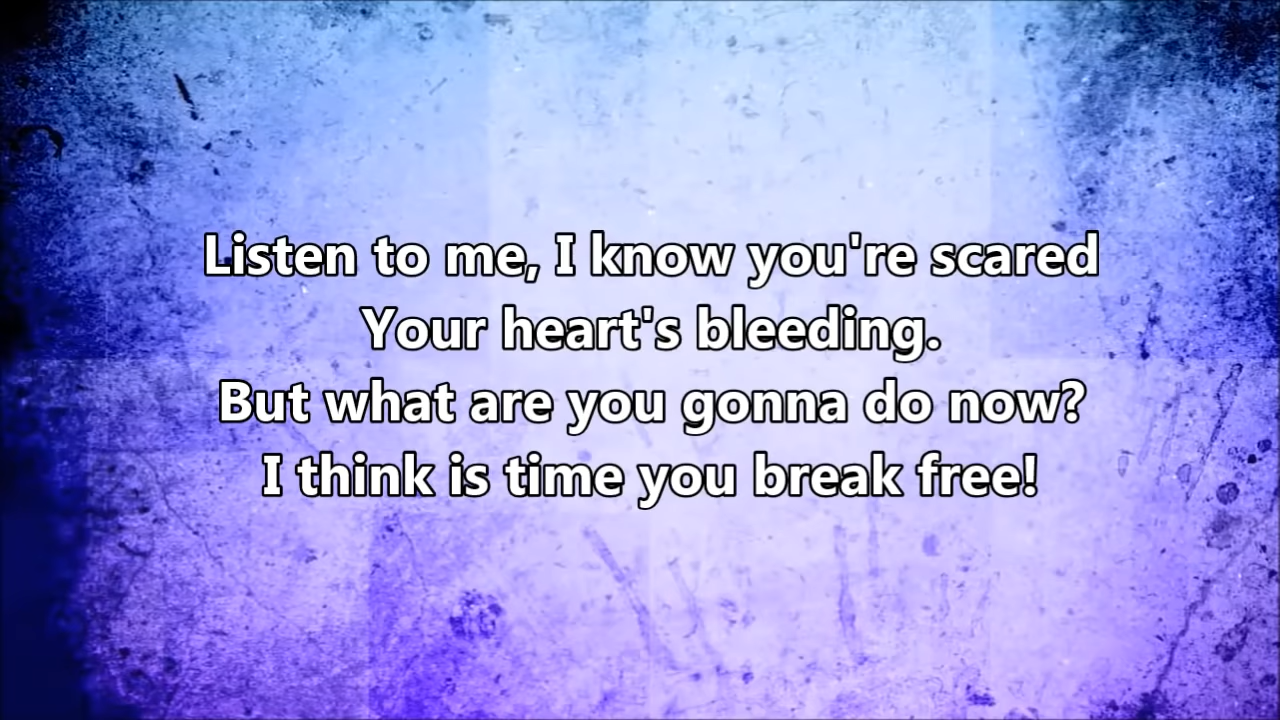 Listen to me, I know you're scared
Your heart's bleeding.
But what are you gonna do now?
I think is time you break free!